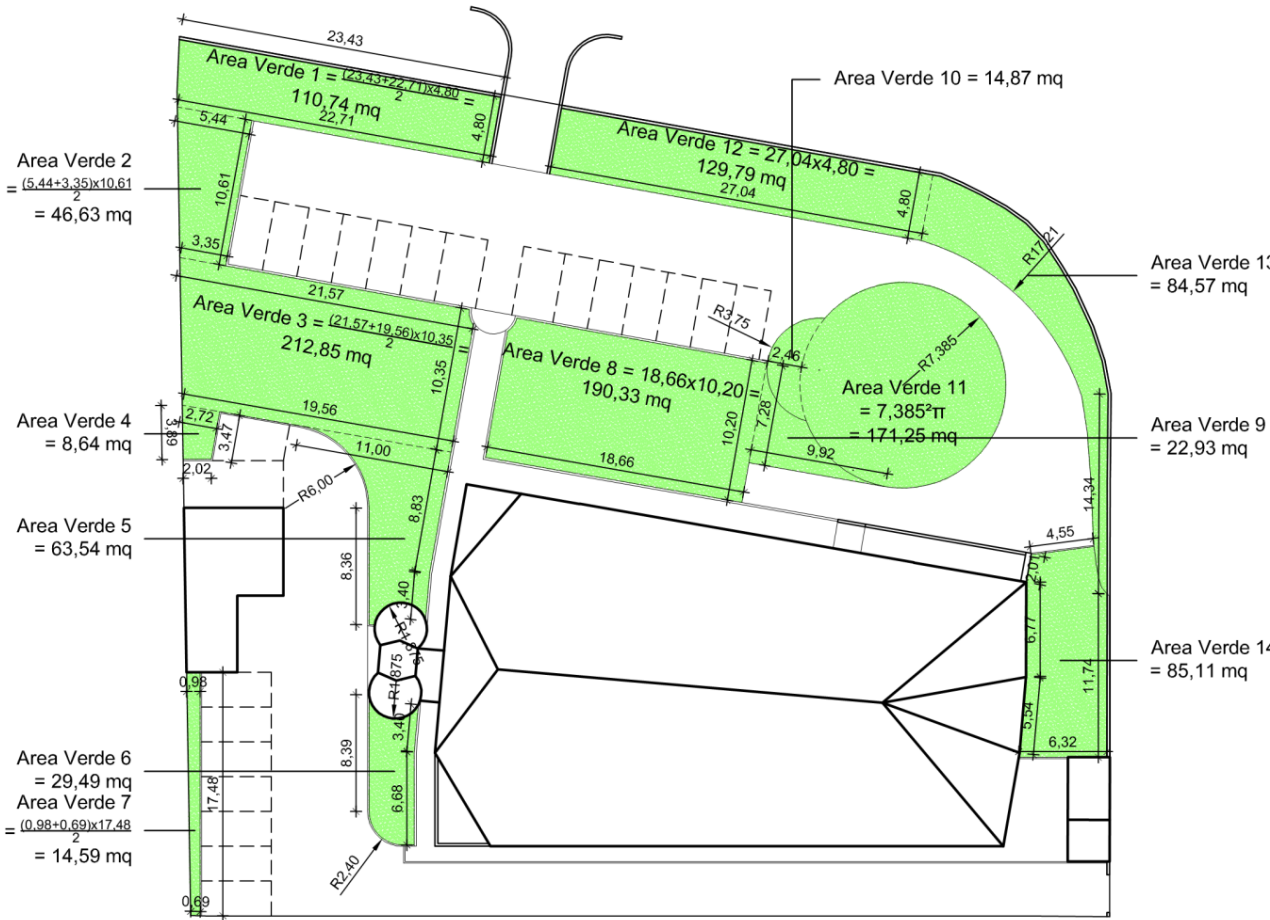 23,43
Area Verde 1 = (23,43+22,71)x4,80 =
2
110,74 mq
22,71
4,80
5,44
Area Verde 10 = 14,87 mq
Area Verde 12 = 27,04x4,80 =
129,79 mq
27,04
4,80
Area Verde 2
= (5,44+3,35)x10,61
2
= 46,63 mq
10,61
3,35
R17,21
Area Verde 13
= 84,57 mq
21,57
Area Verde 3 = (21,57+19,56)x10,35 =
2
212,85 mq
10,35
19,56
R3,75
2,46
R7,385
Area Verde 8 = 18,66x10,20 =
190,33 mq
10,20
7,28
18,66
Area Verde 11
= 7,385²π
= 171,25 mq
9,92
Area Verde 9
= 22,93 mq
Area Verde 4
= 8,64 mq
3,89
2,72
3,47
2,02
11,00
R6,00
8,83
14,34
4,55
2,01
Area Verde 5
= 63,54 mq
8,36
3,40
R1,875
6,77
11,74
Area Verde 14
= 85,11 mq
5,54
6,32
0,98
3,40
8,39
17,48
6,68
Area Verde 6
= 29,49 mq
Area Verde 7
= (0,98+0,69)x17,48
2
= 14,59 mq
R2,40
0,69